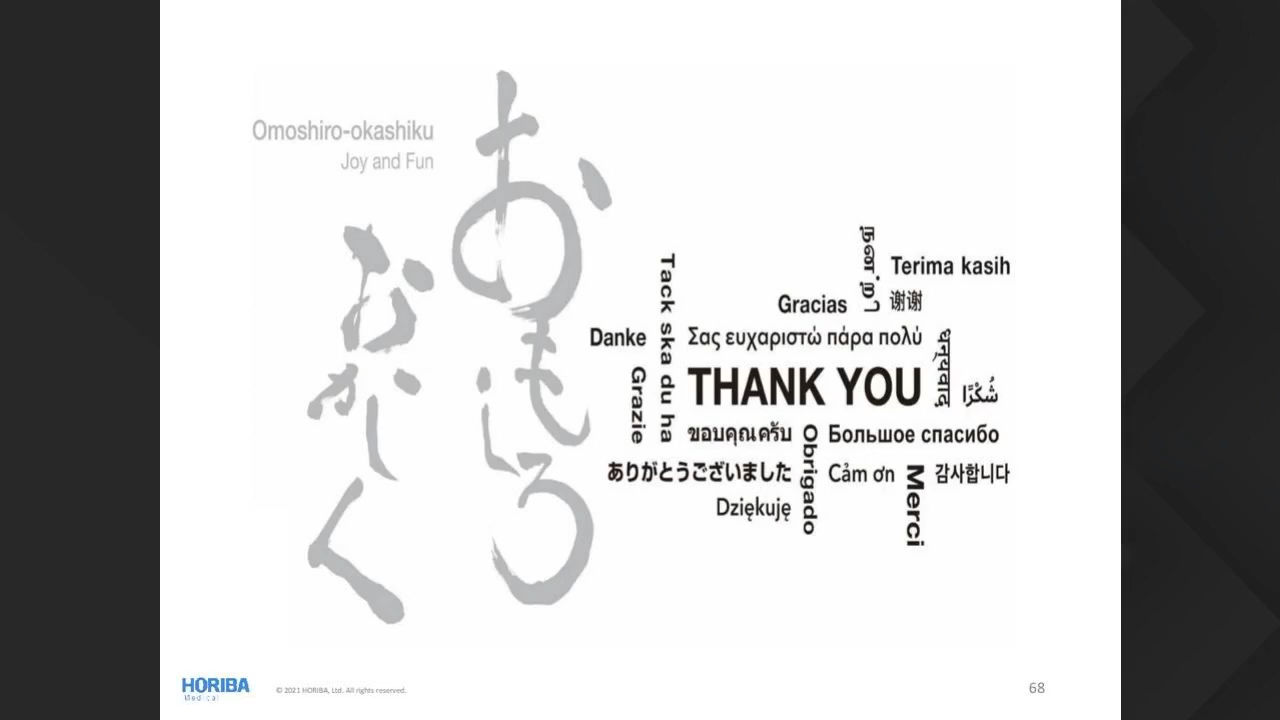 Omoshiro-okashiku
Joy and Fun
おもしろ
おかしく
நன்றி
Terima kasih
Gracias
谢谢
Tack ska du ha
Danke
Σας ευχαριστώ πάρα πολύ
धन्यवाद
Grazie
THANK YOU
شُكْرًا
ขอบคุณครับ
Obrigado
Большое спасибо
ありがとうございました
Cảm ơn
Merci
감사합니다
Dziękuję
HORIBA
Medical
© 2021 HORIBA, Ltd. All rights reserved.
68